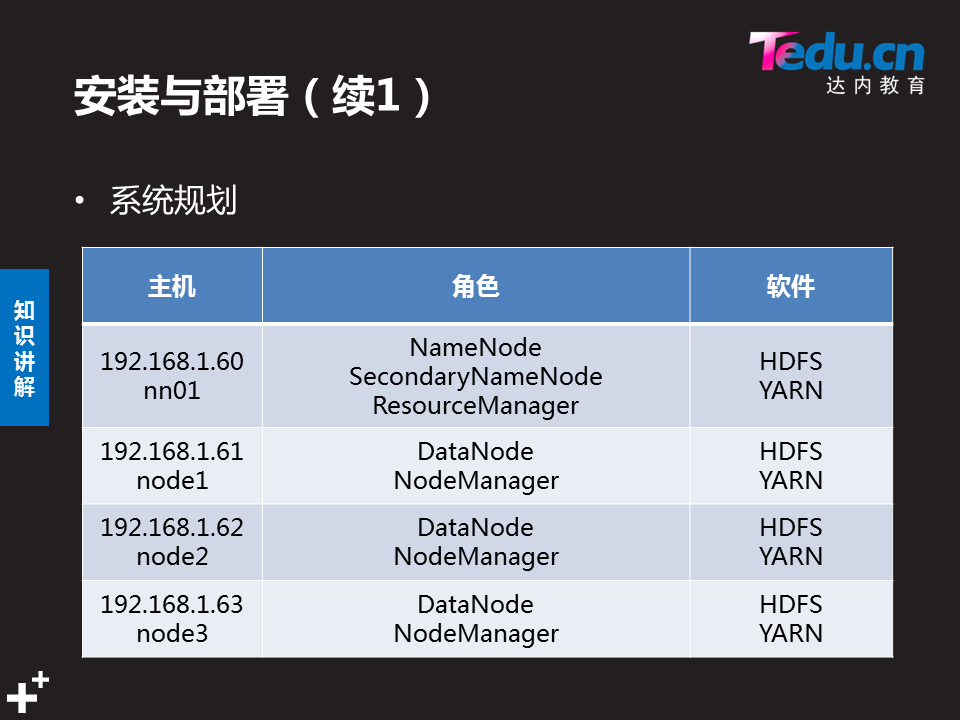 Tedu.cn
达内教育
安装与部署（续1）
• 系统规划
知识讲解
主机 角色 软件
192.168.1.60
nn01
NameNode
SecondaryNameNode
ResourceManager
HDFS
YARN
192.168.1.61
node1
DataNode
NodeManager
HDFS
YARN
192.168.1.62
node2
DataNode
NodeManager
HDFS
YARN
192.168.1.63
node3
DataNode
NodeManager
HDFS
YARN